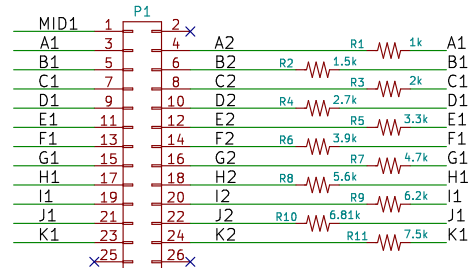 P1
MID1 1 2
A1 3 4 A2 R1 1k A1
B1 5 6 B2 R2 1.5k B1
C1 7 8 C2 R3 2k C1
D1 9 10 D2 R4 2.7k D1
E1 11 12 E2 R5 3.3k E1
F1 13 14 F2 R6 3.9k F1
G1 15 16 G2 R7 4.7k G1
H1 17 18 H2 R8 5.6k H1
I1 19 20 I2 R9 6.2k I1
J1 21 22 J2 R10 6.81k J1
K1 23 24 K2 R11 7.5k K1
25 26